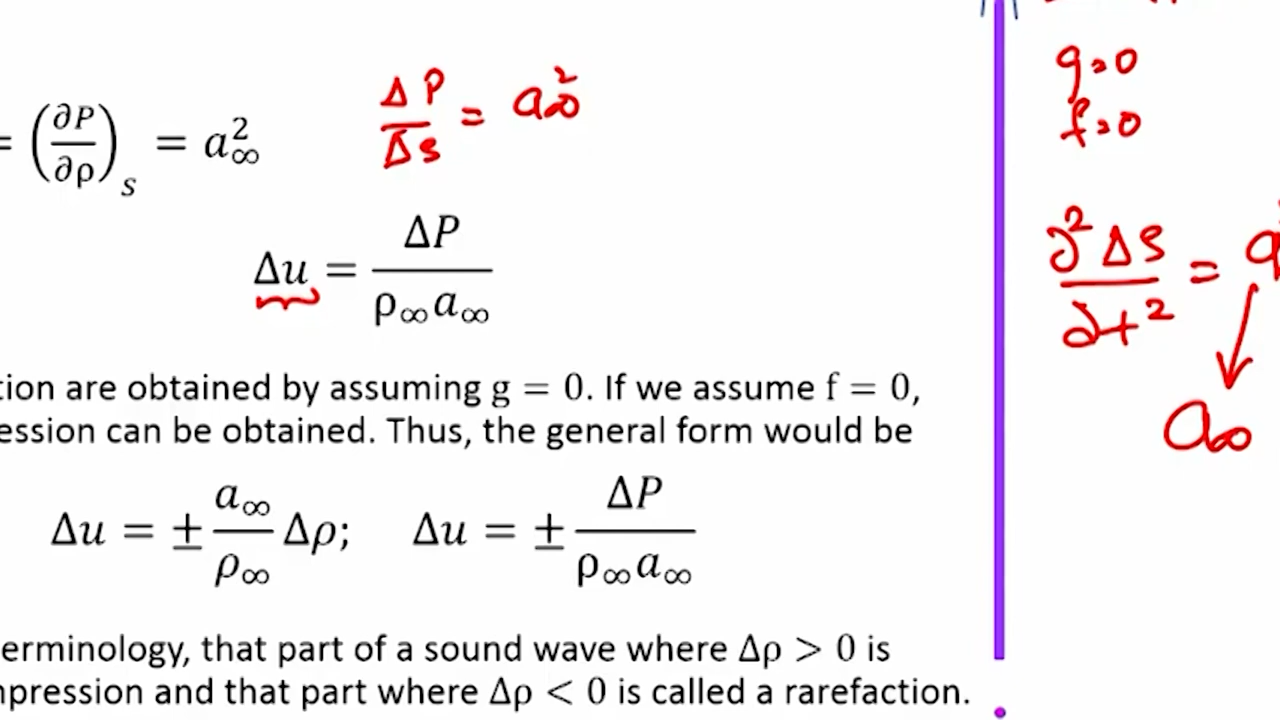 = (∂P/∂ρ)_S = a∞²
ΔP/Δρ = a∞²
Δu = ΔP/(ρ∞a∞)
tion are obtained by assuming g = 0. If we assume f = 0,
ession can be obtained. Thus, the general form would be
Δu = ± (a∞/ρ∞) Δρ; Δu = ± ΔP/(ρ∞a∞)
erminology, that part of a sound wave where Δρ > 0 is
npression and that part where Δρ < 0 is called a rarefaction.
g=0
f=0
∂²Δρ/∂t² = a
a∞